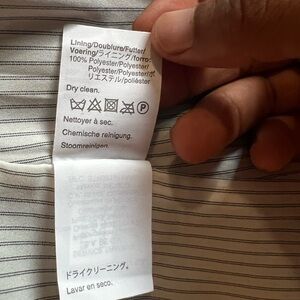 Lining/Doublure/Futter/
Voering/ライニング/forro:
100% Polyester/Polyester/
Polyester/Polyester/ポ
リエステル/poliéster
Dry clean.
Nettoyer à sec.
Chemische reinigung.
Stoomreinigen.
ドライクリーニング。
Lavar en seco.